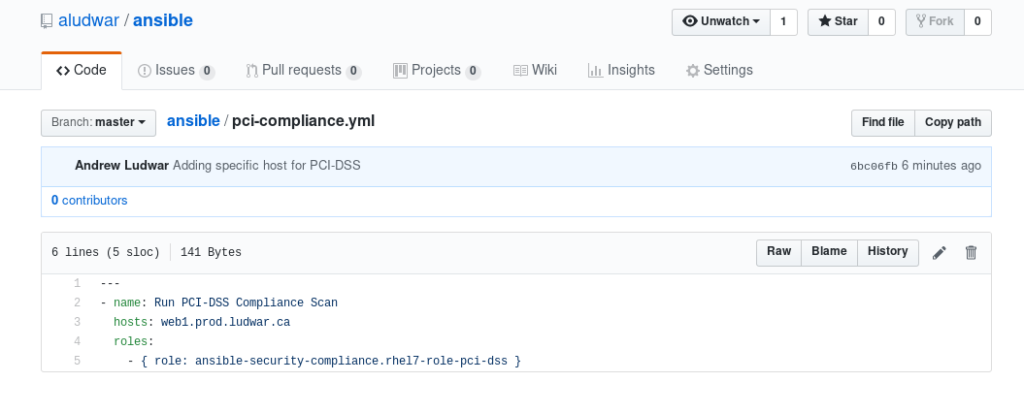 aludwar / ansible
Unwatch 1 Star 0 Fork 0
Code Issues 0 Pull requests 0 Projects 0 Wiki Insights Settings
Branch: master ansible / pci-compliance.yml Find file Copy path
Andrew Ludwar Adding specific host for PCI-DSS 6bc06fb 6 minutes ago
0 contributors
6 lines (5 sloc) 141 Bytes Raw Blame History
1 ---
2 - name: Run PCI-DSS Compliance Scan
3 hosts: web1.prod.ludwar.ca
4 roles:
5 - { role: ansible-security-compliance.rhel7-role-pci-dss }